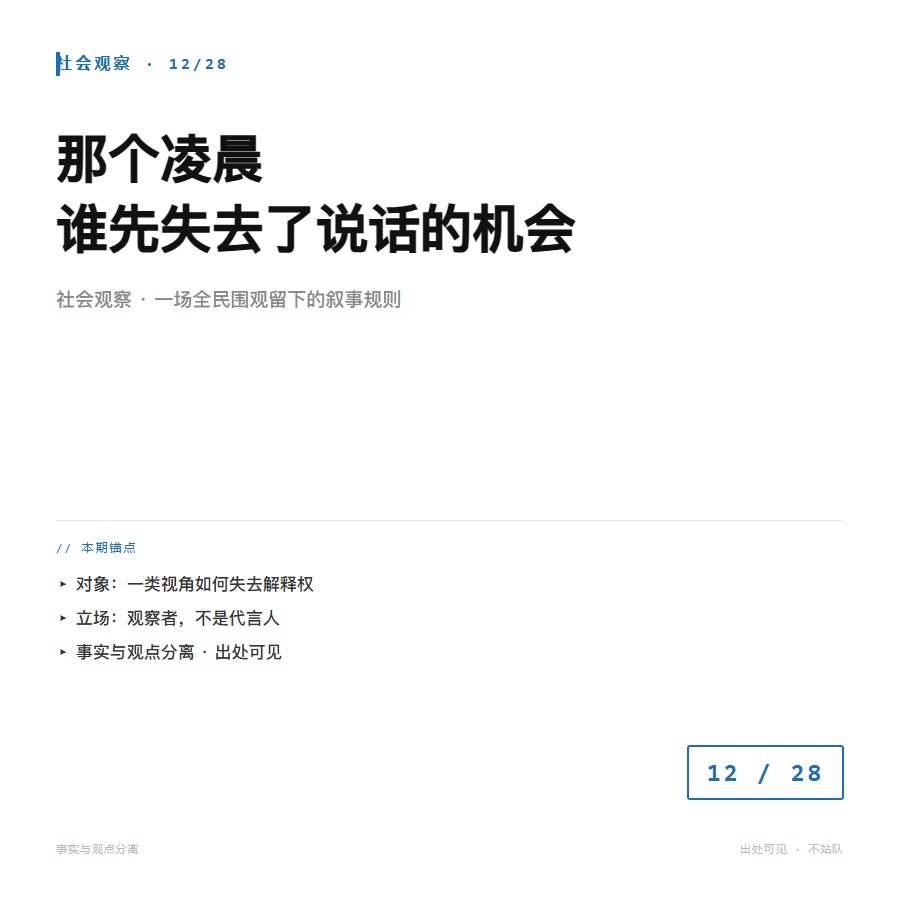 社会观察 · 12/28
那个凌晨
谁先失去了说话的机会
社会观察 · 一场全民围观留下的叙事规则
// 本期锚点
▸ 对象：一类视角如何失去解释权
▸ 立场：观察者，不是代言人
▸ 事实与观点分离 · 出处可见
12 / 28
事实与观点分离
出处可见 · 不站队